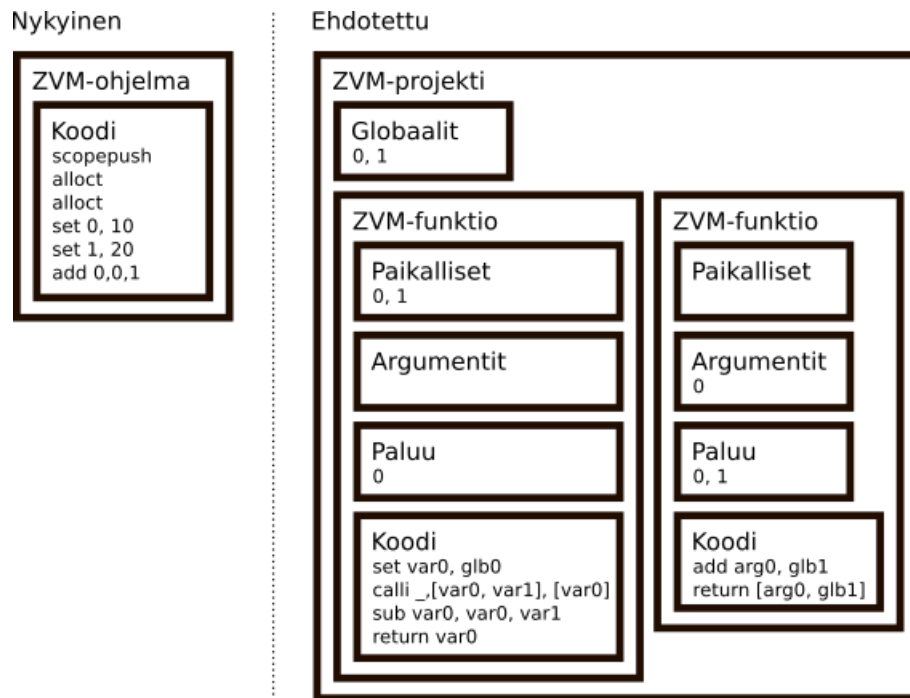 Nykyinen
ZVM-ohjelma
Koodi
scopepush
alloct
alloct
set 0, 10
set 1, 20
add 0,0,1
Ehdotettu
ZVM-projekti
Globaalit
0, 1
ZVM-funktio
Paikalliset
0, 1
Argumentit
Paluu
0
Koodi
set var0, glb0
calli _,[var0, var1], [var0]
sub var0, var0, var1
return var0
ZVM-funktio
Paikalliset
Argumentit
0
Paluu
0, 1
Koodi
add arg0, glb1
return [arg0, glb1]